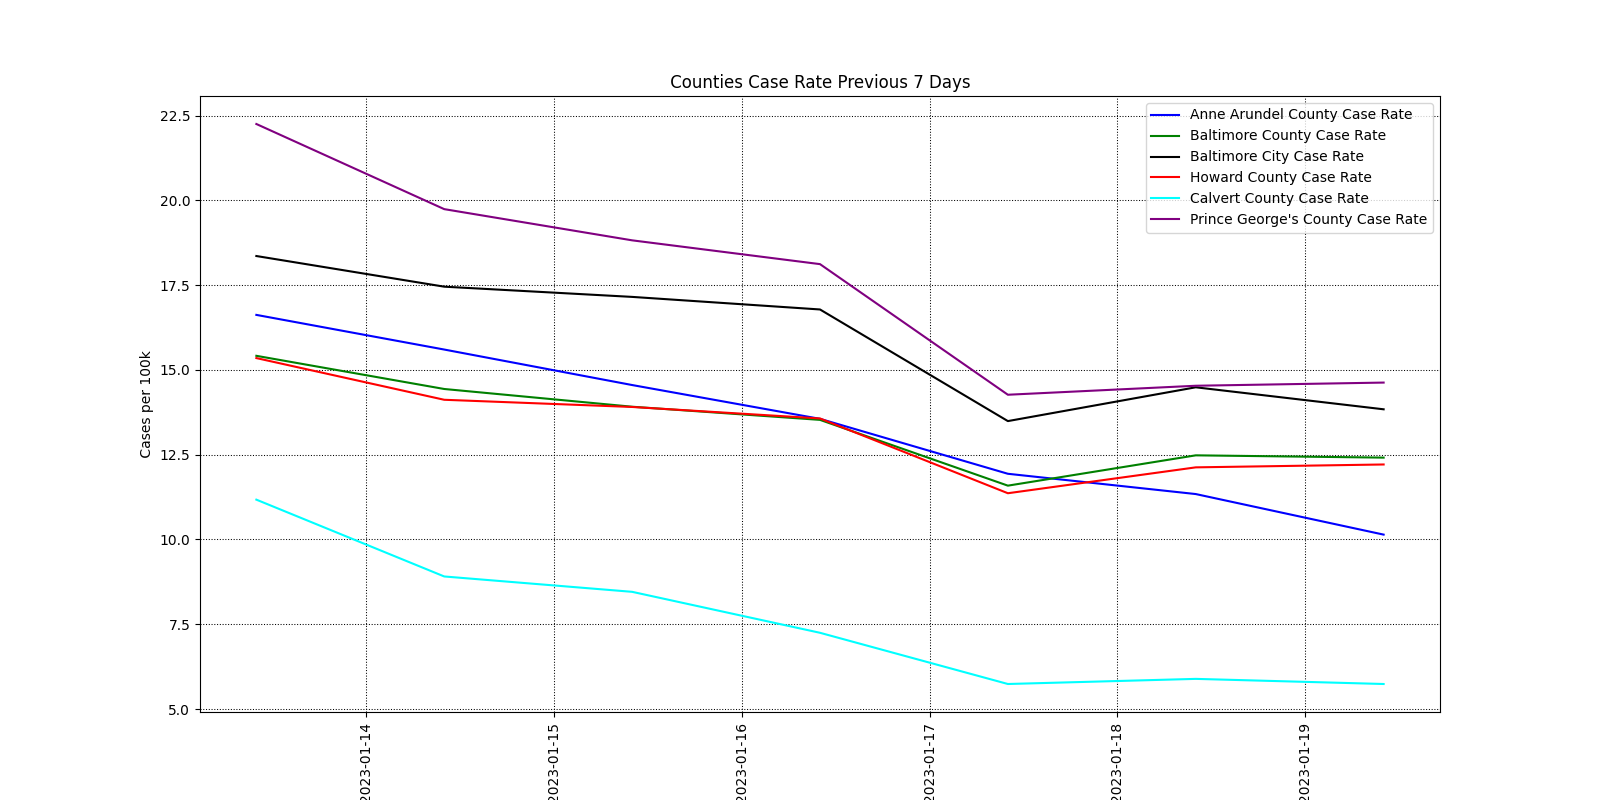 Counties Case Rate Previous 7 Days
Cases per 100k
22.5
20.0
17.5
15.0
12.5
10.0
7.5
5.0
Anne Arundel County Case Rate
Baltimore County Case Rate
Baltimore City Case Rate
Howard County Case Rate
Calvert County Case Rate
Prince George's County Case Rate
2023-01-14
2023-01-15
2023-01-16
2023-01-17
2023-01-18
2023-01-19